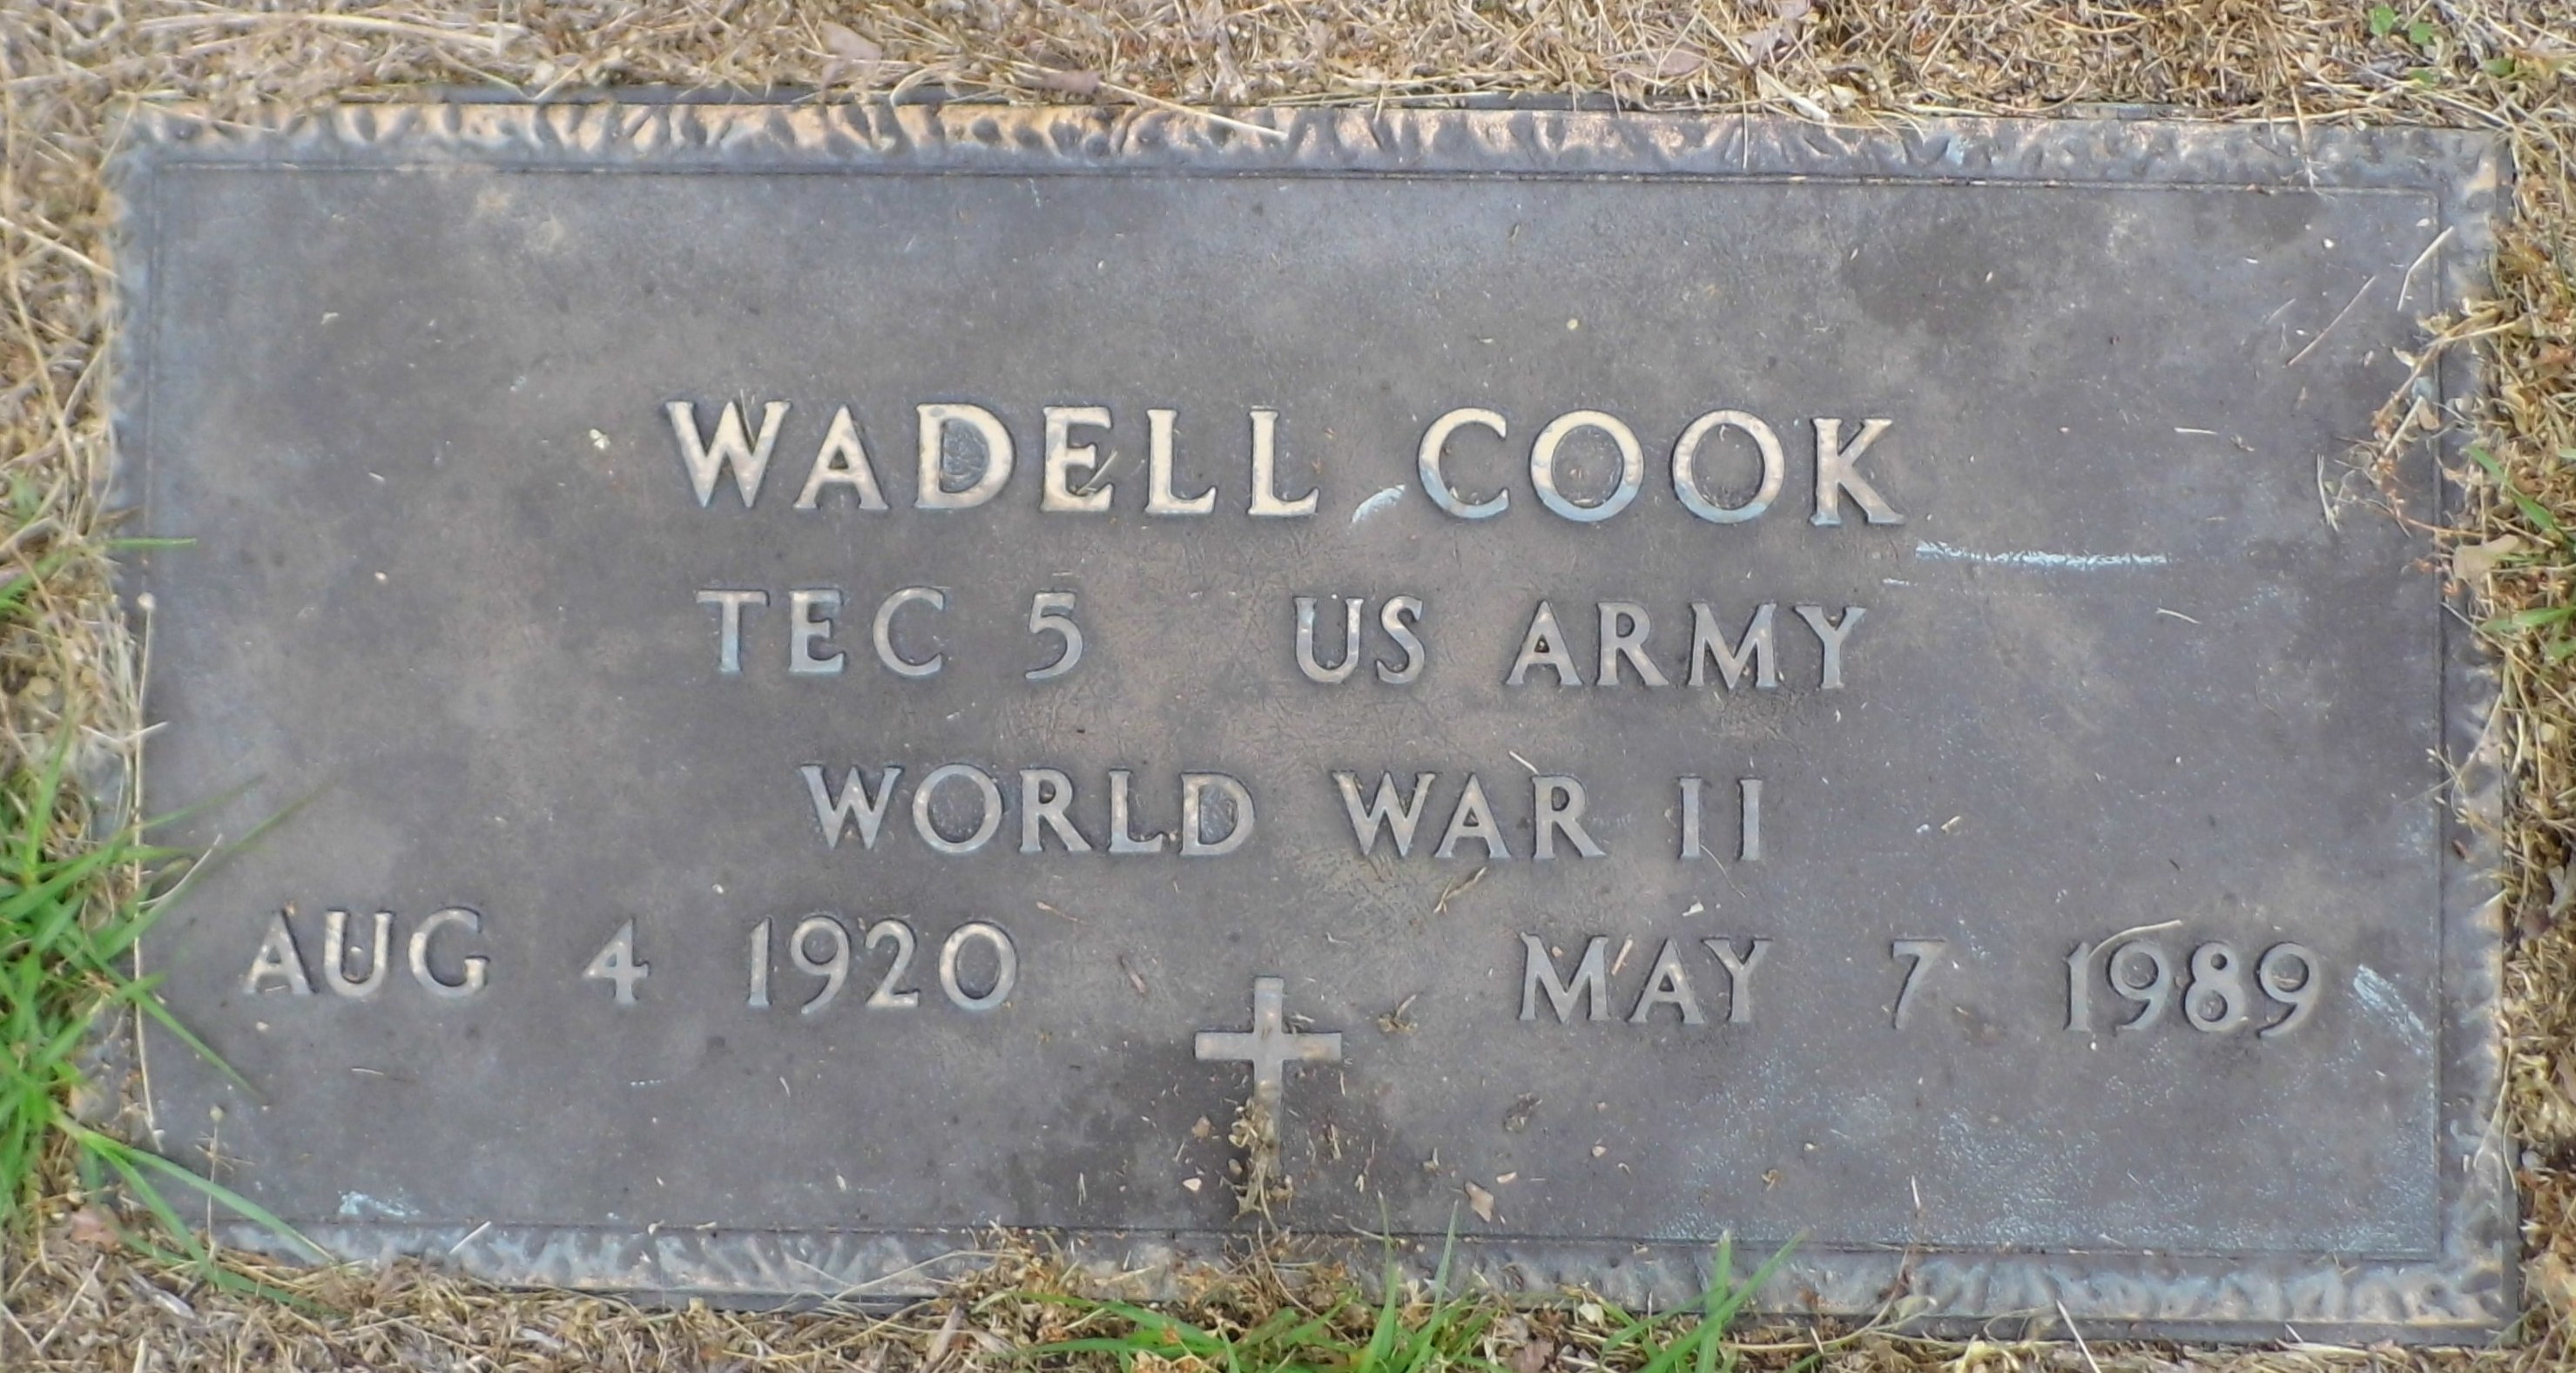 WADELL COOK
TEC 5 US ARMY
WORLD WAR II
AUG 4 1920 MAY 7 1989